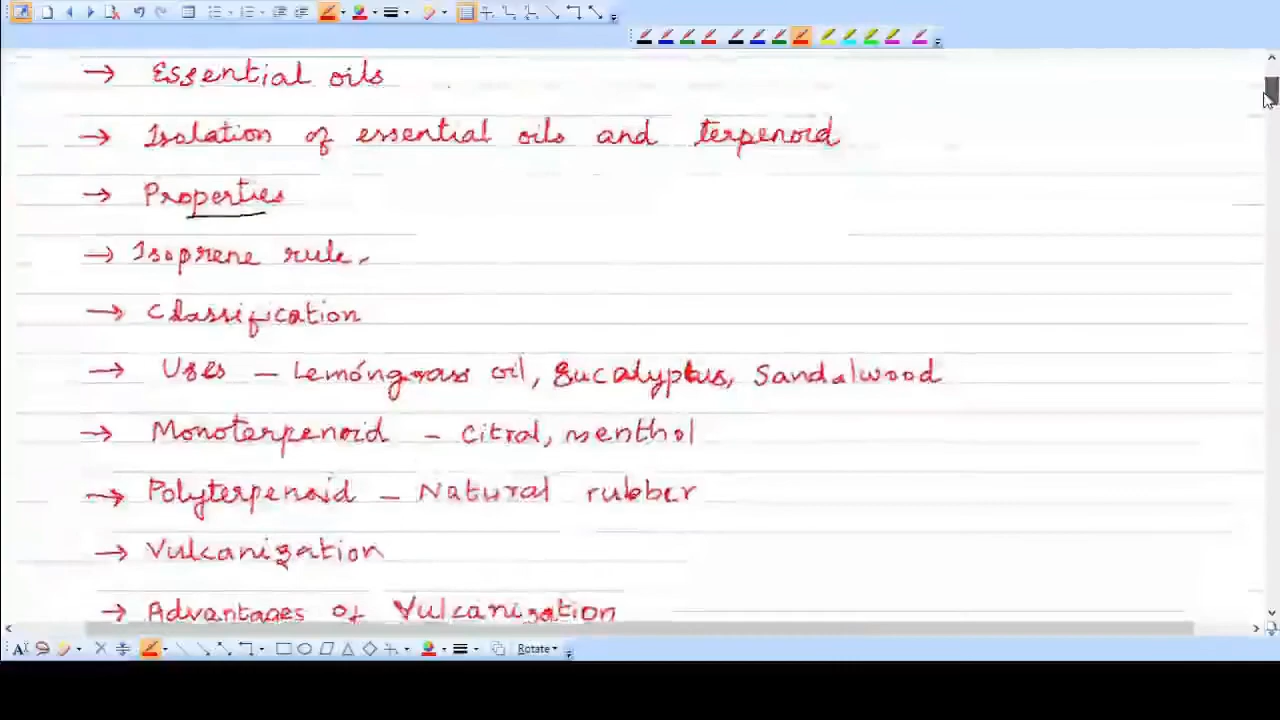 → Essential oils
→ Isolation of essential oils and terpenoid
→ Properties
→ Isoprene rule.
→ Classification
→ Uses – Lemongrass oil, Eucalyptus, Sandalwood
→ Monoterpenoid – Citral, menthol
→ Polyterpenoid – Natural rubber
→ Vulcanization
→ Advantages of Vulcanization
Rotate